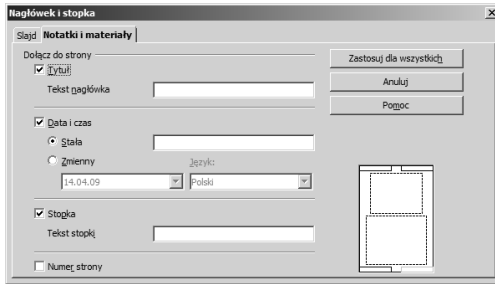 Nagłówek i stopka
Slajd Notatki i materiały
Dołącz do strony
Tytuł
Tekst nagłówka
Data i czas
Stała
Zmienny
Język:
14.04.09
Polski
Stopka
Tekst stopki
Numer strony
Zastosuj dla wszystkich
Anuluj
Pomoc